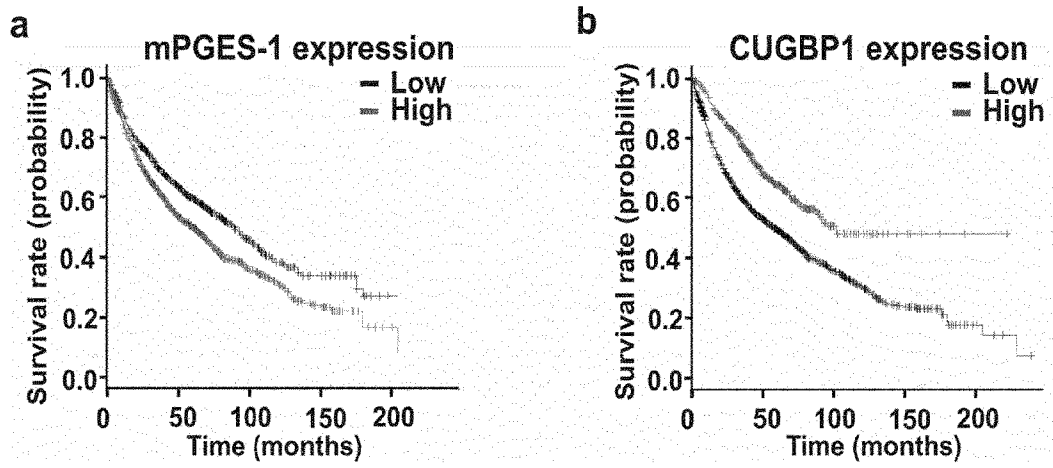 a
mPGES-1 expression
Low
High
Survival rate (probability)
1.0
0.8
0.6
0.4
0.2
0.0
0 50 100 150 200
Time (months)
b
CUGBP1 expression
Low
High
Survival rate (probability)
1.0
0.8
0.6
0.4
0.2
0.0
0 50 100 150 200
Time (months)